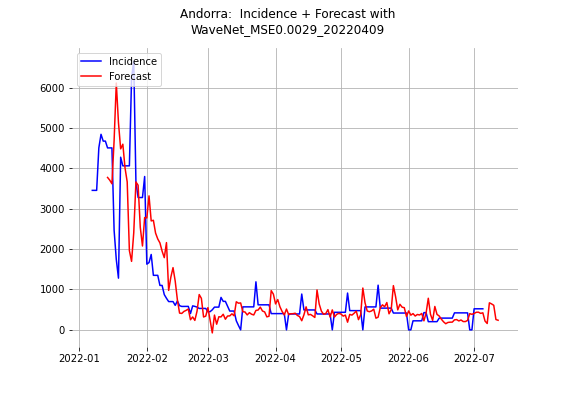 Andorra:  Incidence + Forecast with
WaveNet_MSE0.0029_20220409
Incidence
Forecast
6000
5000
4000
3000
2000
1000
0
2022-01 2022-02 2022-03 2022-04 2022-05 2022-06 2022-07